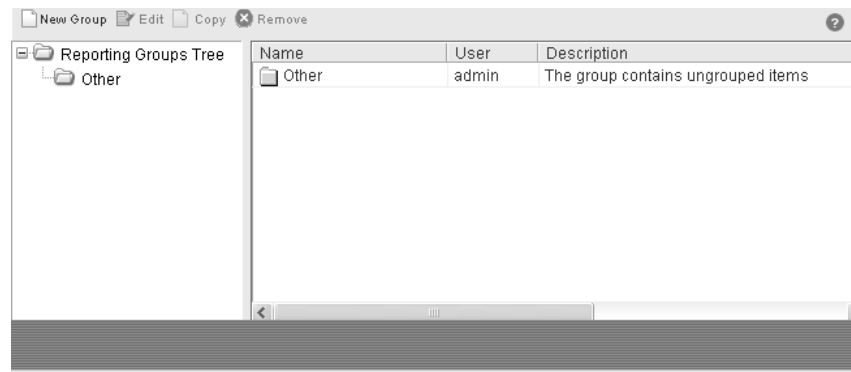 New Group Edit Copy Remove
?
Reporting Groups Tree
Other
Name User Description
Other admin The group contains ungrouped items